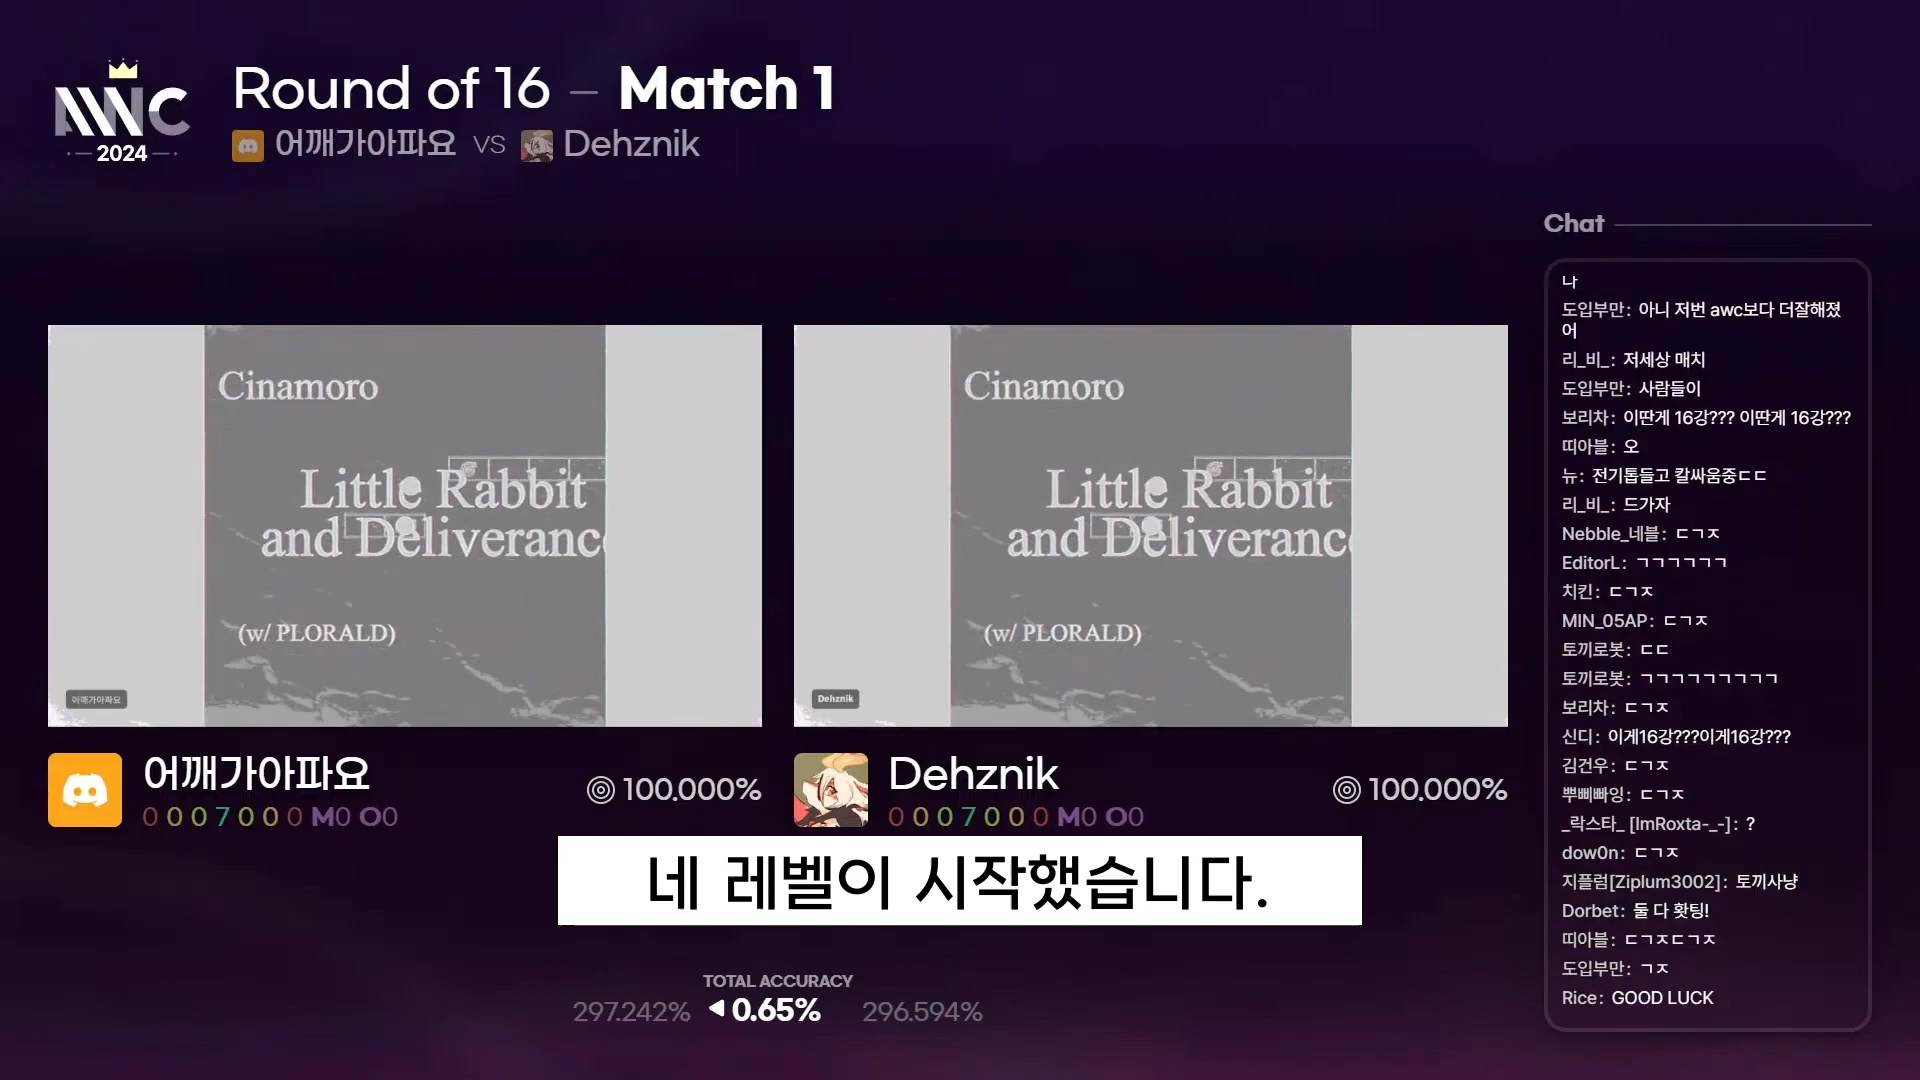 AWC
2024
Round of 16 – Match 1
어깨가아파요 VS Dehznik
Cinamoro
Little Rabbit
and Deliveranc
(w/ PLORALD)
어깨가아파요
Cinamoro
Little Rabbit
and Deliveranc
(w/ PLORALD)
Dehznik
어깨가아파요
100.000%
0 0 0 7 0 0 0 M0 O0
Dehznik
100.000%
0 0 0 7 0 0 0 M0 O0
네 레벨이 시작했습니다.
TOTAL ACCURACY
297.242% 0.65% 296.594%
Chat
나
도입부만: 아니 저번 awc보다 더잘해졌
어
리_비_: 저세상 매치
도입부만: 사람들이
보리차: 이딴게 16강??? 이딴게 16강???
띠아블: 오
뉴: 전기톱들고 칼싸움중ㄷㄷ
리_비_: 드가자
Nebble_네블: ㄷㄱㅈ
EditorL: ㄱㄱㄱㄱㄱㄱ
치킨: ㄷㄱㅈ
MIN_05AP: ㄷㄱㅈ
토끼로봇: ㄷㄷ
토끼로봇: ㄱㄱㄱㄱㄱㄱㄱㄱㄱ
보리차: ㄷㄱㅈ
신디: 이게16강???이게16강???
김건우: ㄷㄱㅈ
뿌삐빠잉: ㄷㄱㅈ
_락스타_ [ImRoxta-_-]: ?
dow0n: ㄷㄱㅈ
지플럼[Ziplum3002]: 토끼사냥
Dorbet: 둘 다 홧팅!
띠아블: ㄷㄱㅈㄷㄱㅈ
도입부만: ㄱㅈ
Rice: GOOD LUCK